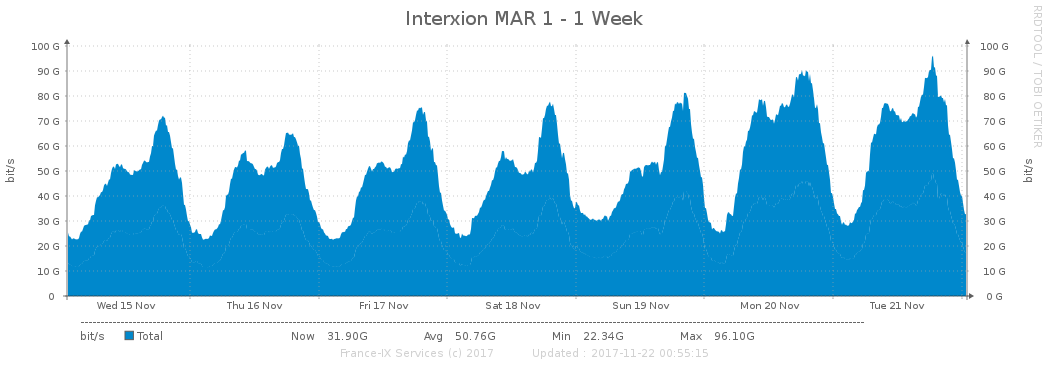 Interxion MAR 1 - 1 Week
RRDTOOL / TOBI OETIKER
bit/s
100 G 100 G
90 G 90 G
80 G 80 G
70 G 70 G
60 G 60 G
50 G 50 G
40 G 40 G
30 G 30 G
20 G 20 G
10 G 10 G
0 0 G
bit/s
Wed 15 Nov Thu 16 Nov Fri 17 Nov Sat 18 Nov Sun 19 Nov Mon 20 Nov Tue 21 Nov
bit/s Total Now 31.90G Avg 50.76G Min 22.34G Max 96.10G
France-IX Services (c) 2017 Updated : 2017-11-22 00:55:15